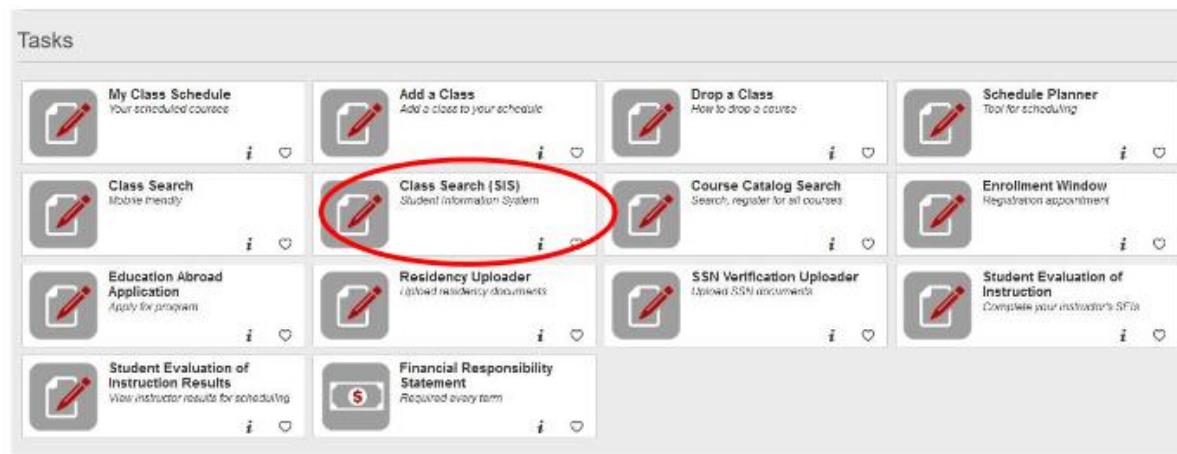 Tasks
My Class Schedule
Your scheduled courses
Add a Class
Add a class to your schedule
Drop a Class
How to drop a course
Schedule Planner
Tool for scheduling
Class Search
Mobile friendly
Class Search (SIS)
Student Information System
Course Catalog Search
Search, register for all courses
Enrollment Window
Registration appointment
Education Abroad
Application
Apply for program
Residency Uploader
Upload residency documents
SSN Verification Uploader
Upload SSN documents
Student Evaluation of
Instruction
Complete your instructor's SEIs
Student Evaluation of
Instruction Results
View instructor results for scheduling
Financial Responsibility
Statement
Required every term